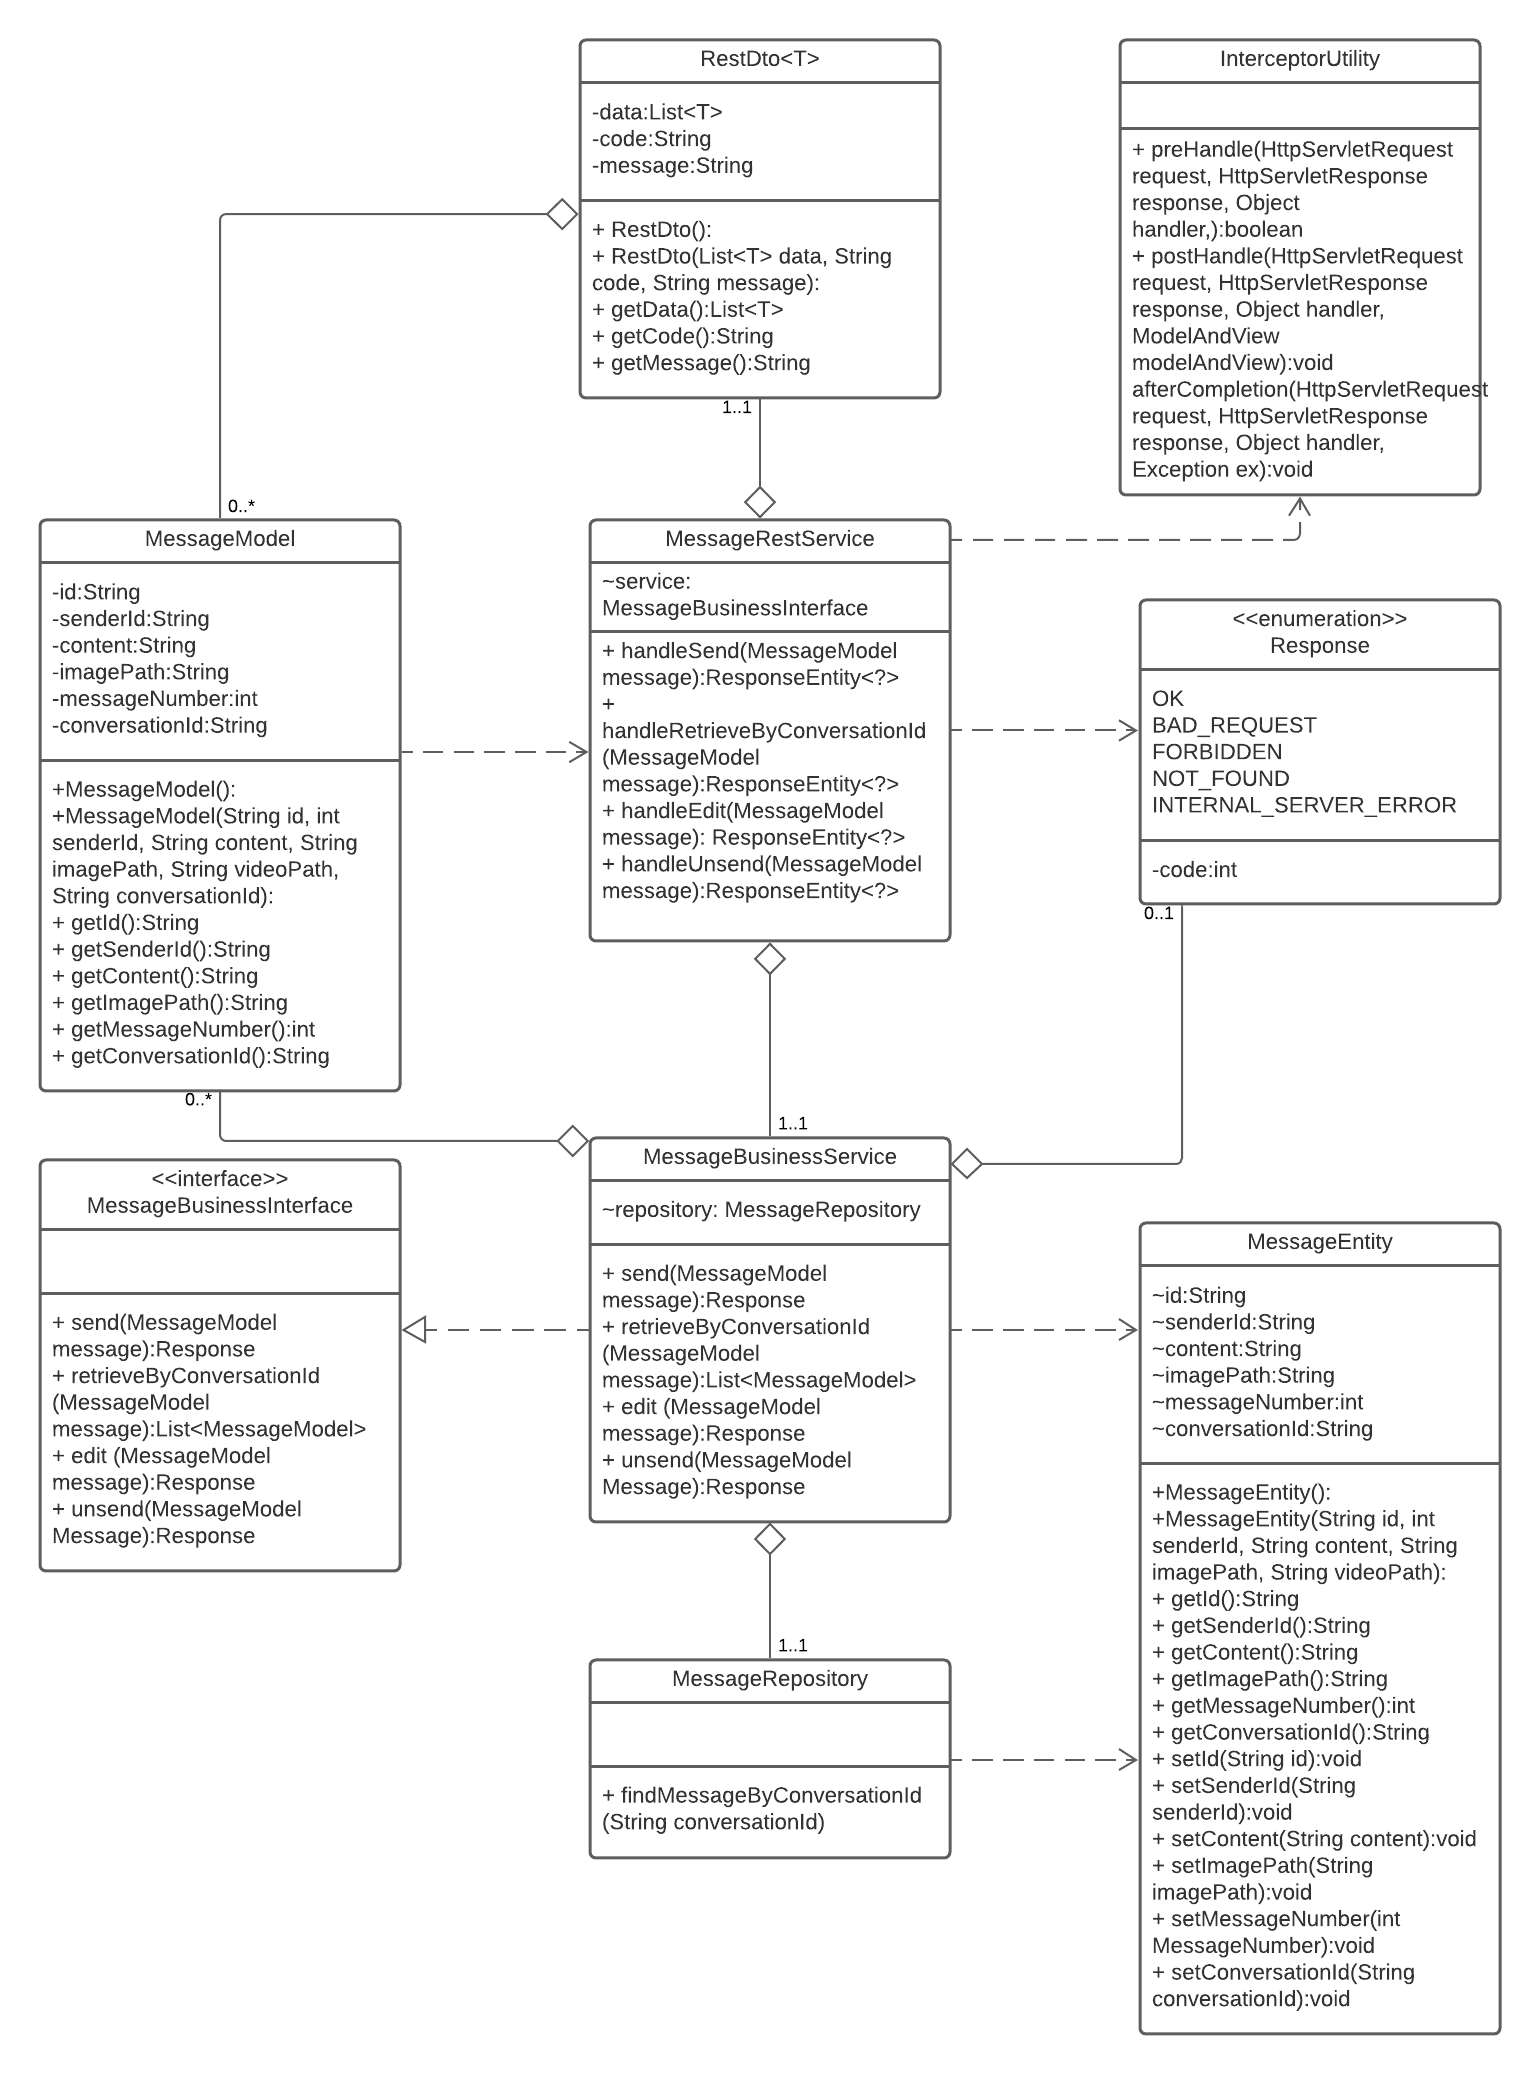 RestDto<T>
-data:List<T>
-code:String
-message:String
+ RestDto():
+ RestDto(List<T> data, String
code, String message):
+ getData():List<T>
+ getCode():String
+ getMessage():String
1..1
InterceptorUtility
+ preHandle(HttpServletRequest
request, HttpServletResponse
response, Object
handler,):boolean
+ postHandle(HttpServletRequest
request, HttpServletResponse
response, Object handler,
ModelAndView
modelAndView):void
afterCompletion(HttpServletRequest
request, HttpServletResponse
response, Object handler,
Exception ex):void
0..*
MessageModel
-id:String
-senderId:String
-content:String
-imagePath:String
-messageNumber:int
-conversationId:String
+MessageModel():
+MessageModel(String id, int
senderId, String content, String
imagePath, String videoPath,
String conversationId):
+ getId():String
+ getSenderId():String
+ getContent():String
+ getImagePath():String
+ getMessageNumber():int
+ getConversationId():String
0..*
MessageRestService
~service:
MessageBusinessInterface
+ handleSend(MessageModel
message):ResponseEntity<?>
+
handleRetrieveByConversationId
(MessageModel
message):ResponseEntity<?>
+ handleEdit(MessageModel
message): ResponseEntity<?>
+ handleUnsend(MessageModel
message):ResponseEntity<?>
<<enumeration>>
Response
OK
BAD_REQUEST
FORBIDDEN
NOT_FOUND
INTERNAL_SERVER_ERROR
-code:int
0..1
1..1
<<interface>>
MessageBusinessInterface
+ send(MessageModel
message):Response
+ retrieveByConversationId
(MessageModel
message):List<MessageModel>
+ edit (MessageModel
message):Response
+ unsend(MessageModel
Message):Response
MessageBusinessService
~repository: MessageRepository
+ send(MessageModel
message):Response
+ retrieveByConversationId
(MessageModel
message):List<MessageModel>
+ edit (MessageModel
message):Response
+ unsend(MessageModel
Message):Response
1..1
MessageEntity
~id:String
~senderId:String
~content:String
~imagePath:String
~messageNumber:int
~conversationId:String
+MessageEntity():
+MessageEntity(String id, int
senderId, String content, String
imagePath, String videoPath):
+ getId():String
+ getSenderId():String
+ getContent():String
+ getImagePath():String
+ getMessageNumber():int
+ getConversationId():String
+ setId(String id):void
+ setSenderId(String
senderId):void
+ setContent(String content):void
+ setImagePath(String
imagePath):void
+ setMessageNumber(int
MessageNumber):void
+ setConversationId(String
conversationId):void
MessageRepository
+ findMessageByConversationId
(String conversationId)